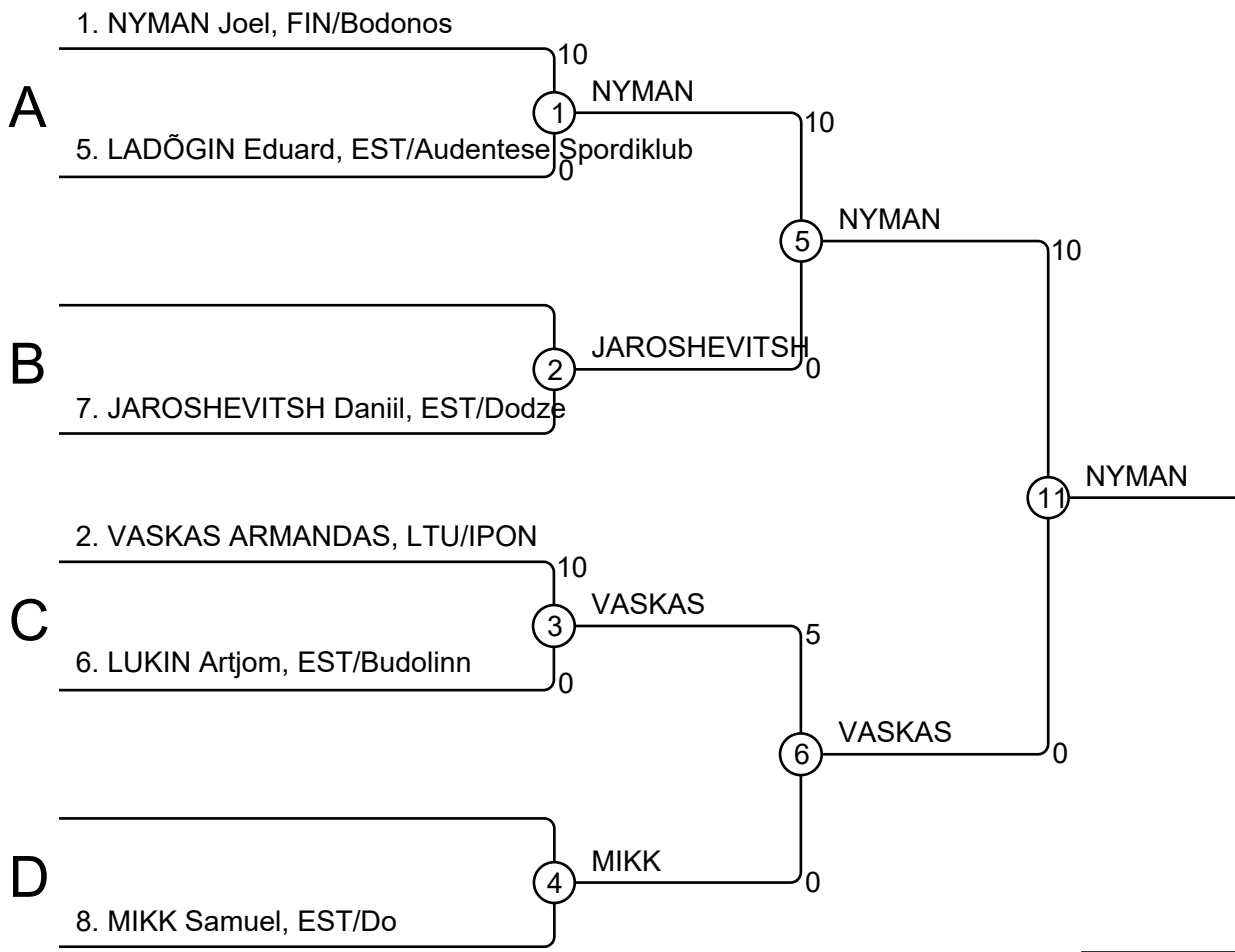 1. NYMAN Joel, FIN/Bodonos
10
A
1
NYMAN
10
5. LADÕGIN Eduard, EST/Audentese Spordiklub
0
5
NYMAN
10
B
2
JAROSHEVITSH
0
7. JAROSHEVITSH Daniil, EST/Dodze
11
NYMAN
2. VASKAS ARMANDAS, LTU/IPON
10
C
3
VASKAS
5
6. LUKIN Artjom, EST/Budolinn
0
6
VASKAS
0
D
4
MIKK
0
8. MIKK Samuel, EST/Do